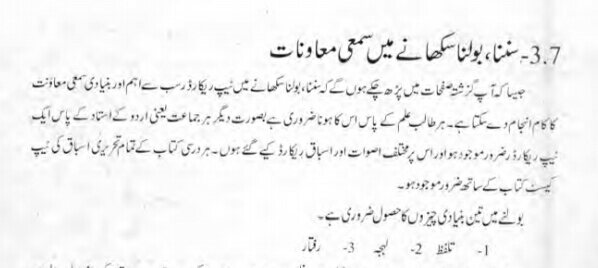 3.7- سننا، بولنا سکھانے میں سمعی معاونات
جیسا کہ آپ گزشتہ صفحات میں پڑھ چکے ہوں گے کہ سننا، بولنا سکھانے میں ٹیپ ریکارڈ رسب سے اہم اور بنیادی سمعی معاؤنت
کا کام انجام دے سکتا ہے۔ ہر طالب علم کے پاس اس کا ہونا ضروری ہے بصورت دیگر ہر جماعت یعنی اردو کے استاد کے پاس ایک
ٹیپ ریکارڈ رضرور موجود ہو اور اس پر مختلف اصوات اور اسباق ریکارڈ کیے گئے ہوں۔ ہر درسی کتاب کے تمام تحریری اسباق کی ٹیپ
کیسٹ کتاب کے ساتھ ضرور موجود ہو۔
بولنے میں تین بنیادی چیزوں کا حصول ضروری ہے۔
1- تلفظ 2- لہجہ 3- رفتار